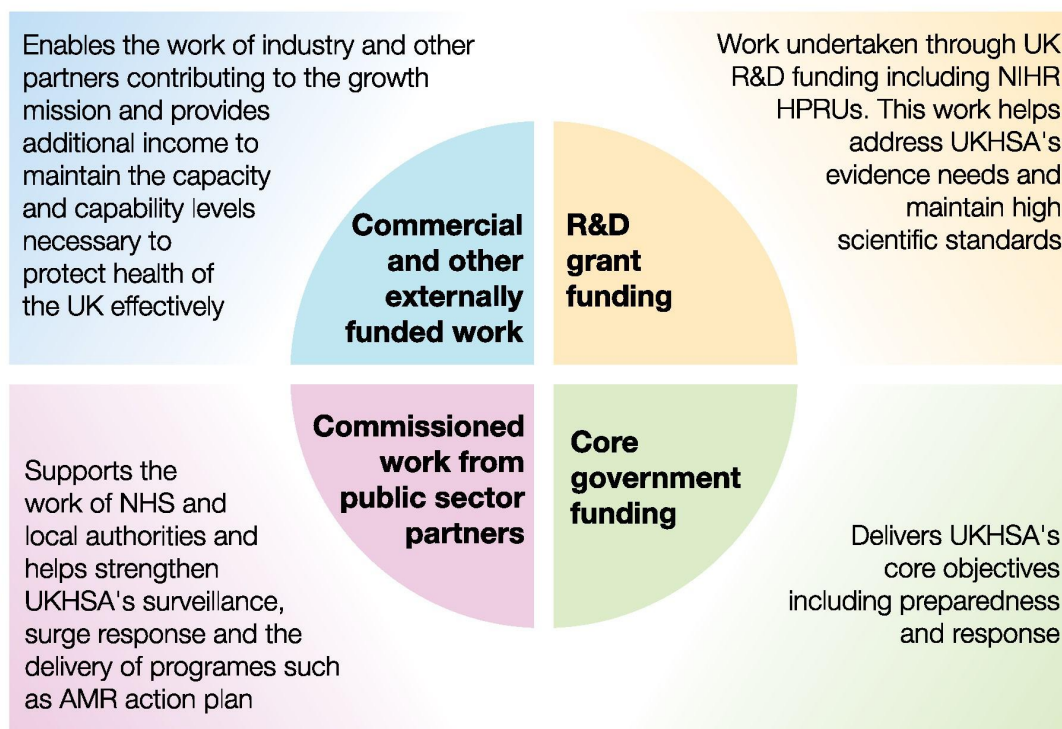 Enables the work of industry and other
partners contributing to the growth
mission and provides
additional income to
maintain the capacity
and capability levels
necessary to
protect health of
the UK effectively
Commercial
and other
externally
funded work
R&D
grant
funding
Work undertaken through UK
R&D funding including NIHR
HPRUs. This work helps
address UKHSA's
evidence needs and
maintain high
scientific standards
Supports the
work of NHS and
local authorities and
helps strengthen
UKHSA's surveillance,
surge response and the
delivery of programes such
as AMR action plan
Commissioned
work from
public sector
partners
Core
government
funding
Delivers UKHSA's
core objectives
including preparedness
and response